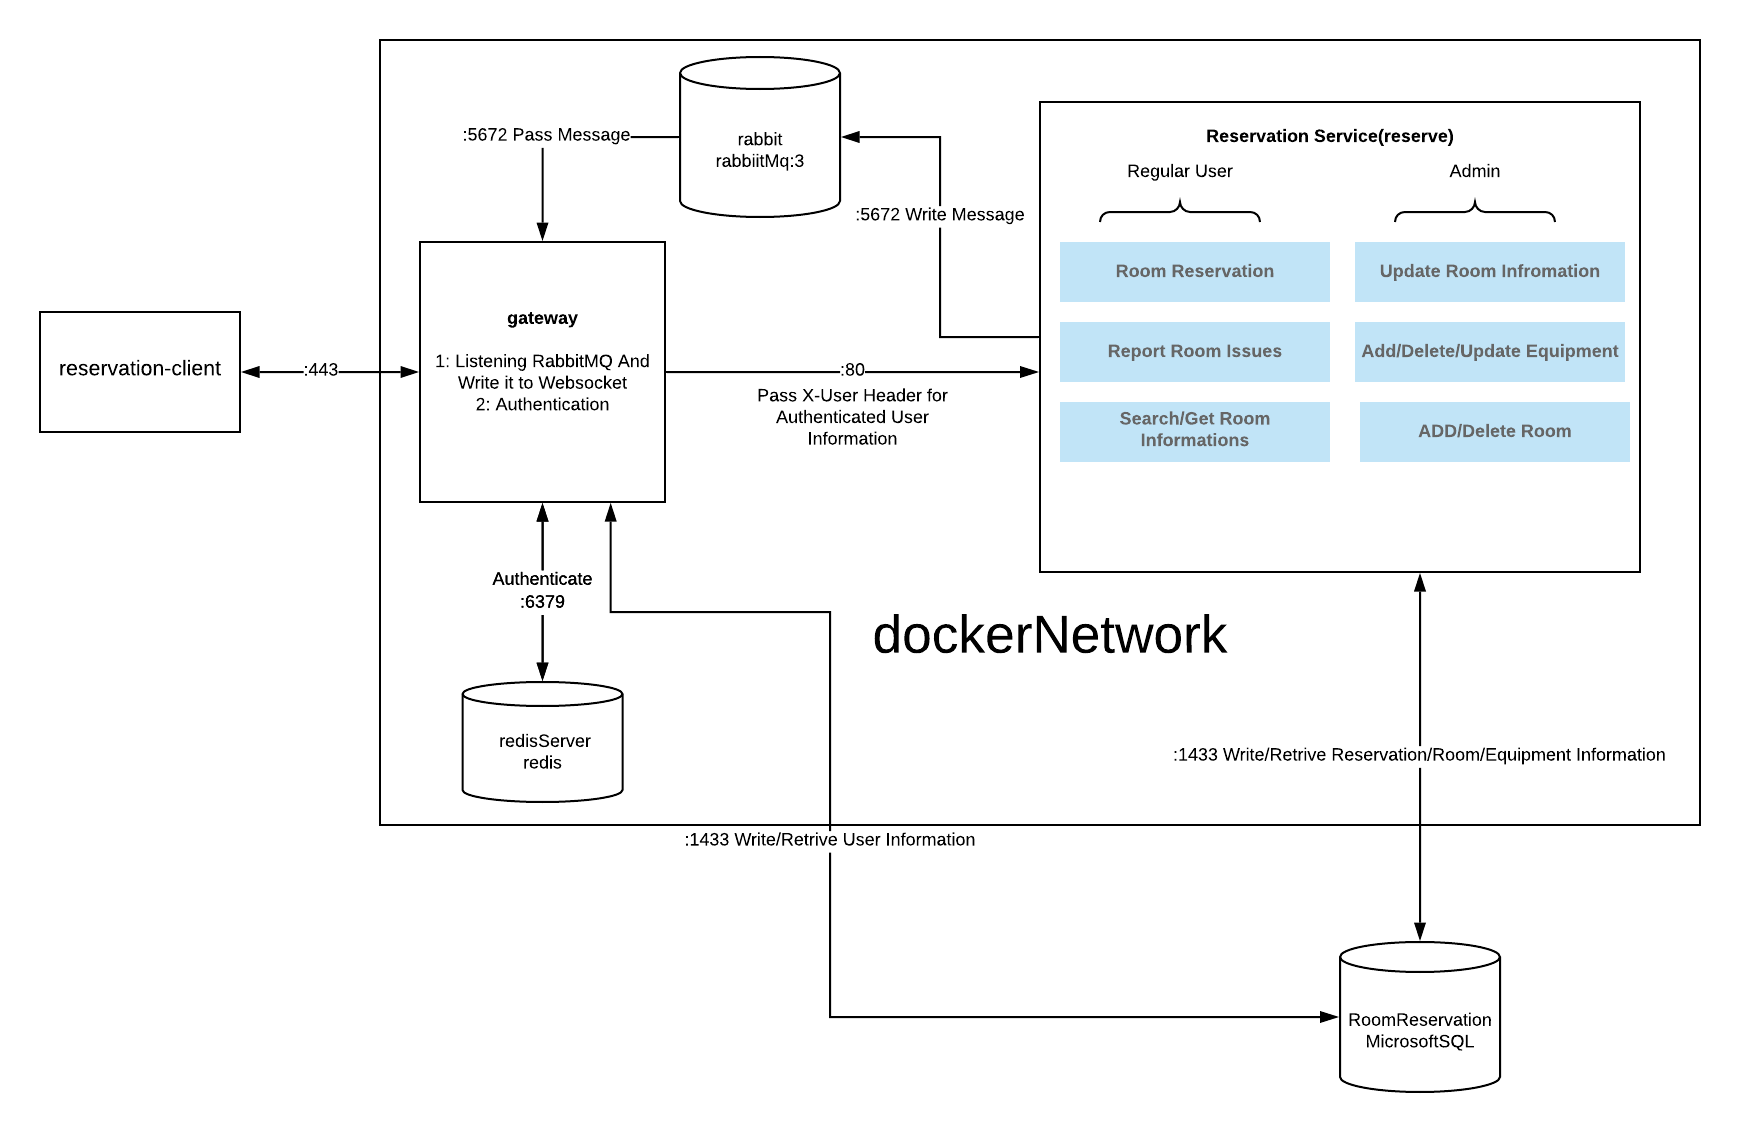 :5672 Pass Message
rabbit
rabbiitMq:3
:5672 Write Message
Reservation Service(reserve)
Regular User
Admin
Room Reservation
Update Room Infromation
Report Room Issues
Add/Delete/Update Equipment
Search/Get Room
Informations
ADD/Delete Room
reservation-client
:443
gateway
1: Listening RabbitMQ And
Write it to Websocket
2: Authentication
:80
Pass X-User Header for
Authenticated User
Information
Authenticate
:6379
dockerNetwork
redisServer
redis
:1433 Write/Retrive Reservation/Room/Equipment Information
:1433 Write/Retrive User Information
RoomReservation
MicrosoftSQL